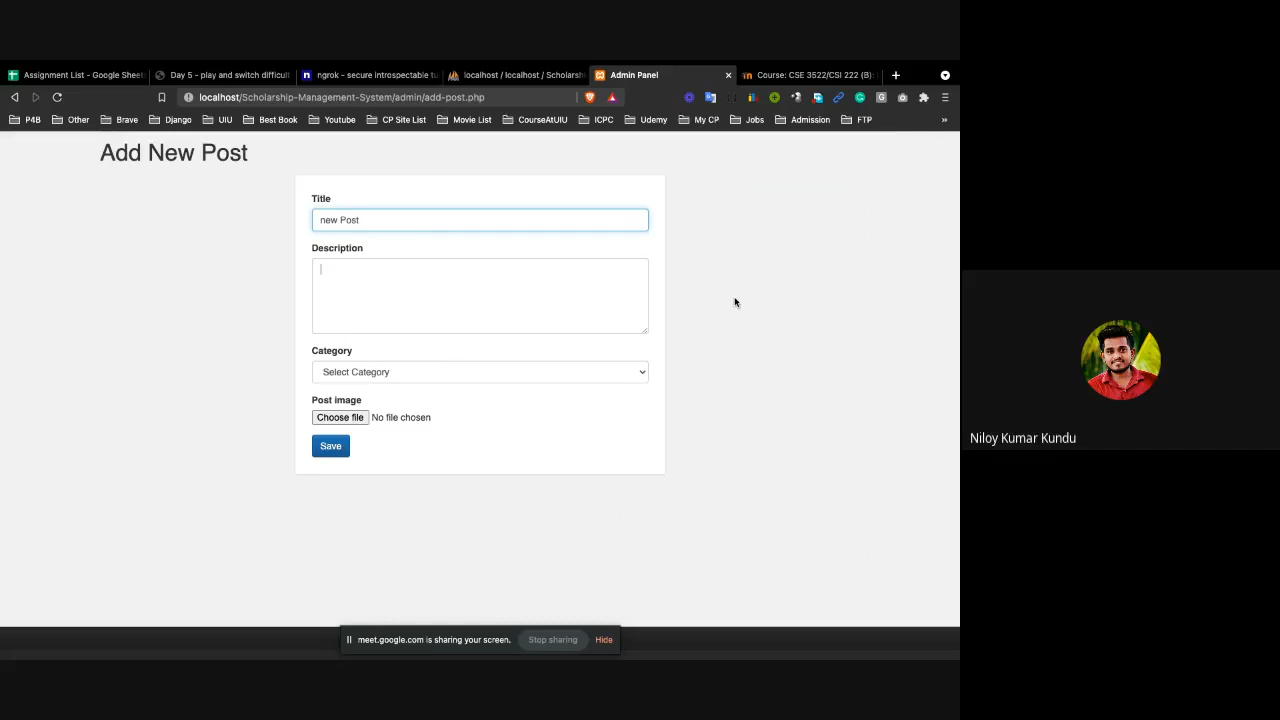 Assignment List - Google Sheets
Day 5 - play and switch difficult
ngrok - secure introspectable tu
localhost / localhost / Scholarsh
Admin Panel
Course: CSE 3522/CSI 222 (B):
localhost/Scholarship-Management-System/admin/add-post.php
P4B
Other
Brave
Django
UIU
Best Book
Youtube
CP Site List
Movie List
CourseAtUIU
ICPC
Udemy
My CP
Jobs
Admission
FTP
»
Add New Post
Title
new Post
Description
Category
Select Category
Post image
Choose file No file chosen
Save
Niloy Kumar Kundu
meet.google.com is sharing your screen. Stop sharing Hide